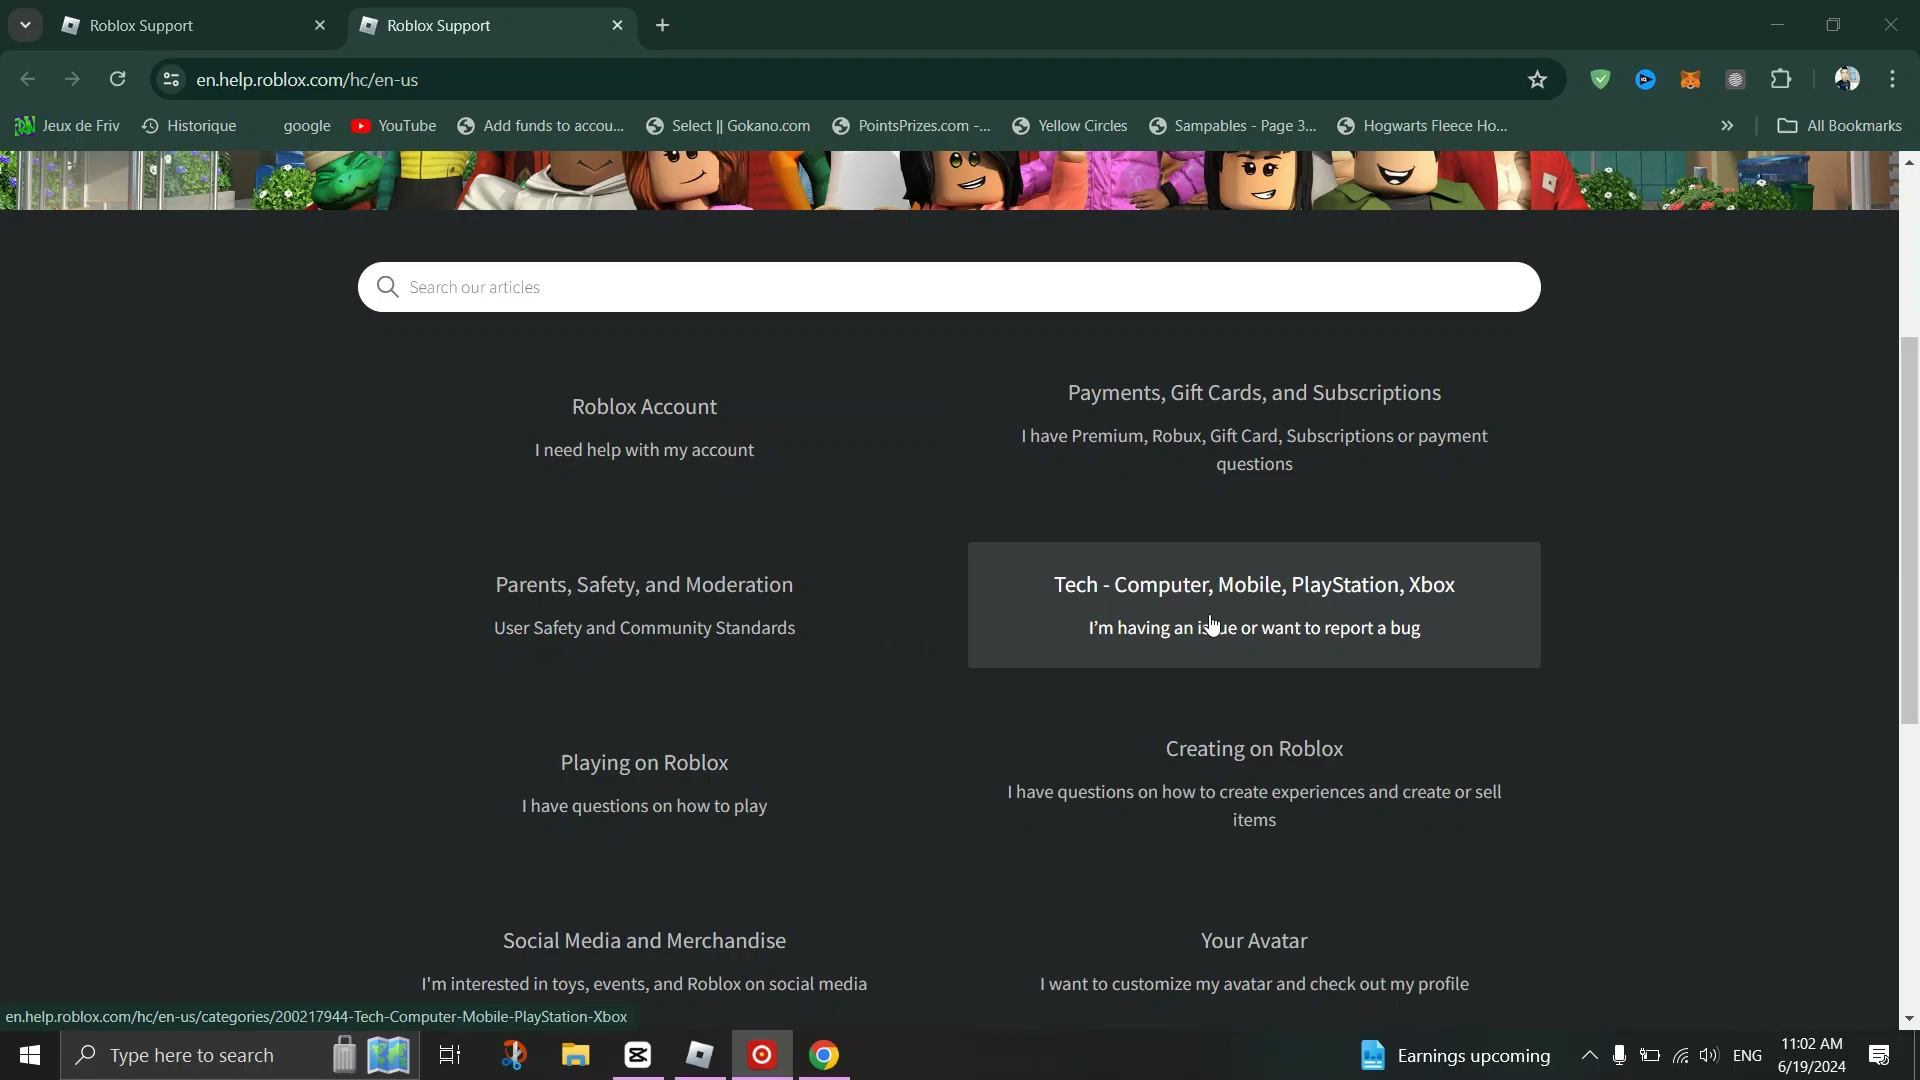 Roblox Support
Roblox Support
en.help.roblox.com/hc/en-us
Jeux de Friv
Historique
google
YouTube
Add funds to accou...
Select || Gokano.com
PointsPrizes.com -...
Yellow Circles
Sampables - Page 3...
Hogwarts Fleece Ho...
All Bookmarks
Search our articles
Roblox Account
I need help with my account
Payments, Gift Cards, and Subscriptions
I have Premium, Robux, Gift Card, Subscriptions or payment
questions
Parents, Safety, and Moderation
User Safety and Community Standards
Tech - Computer, Mobile, PlayStation, Xbox
I'm having an issue or want to report a bug
Playing on Roblox
I have questions on how to play
Creating on Roblox
I have questions on how to create experiences and create or sell
items
Social Media and Merchandise
I'm interested in toys, events, and Roblox on social media
Your Avatar
I want to customize my avatar and check out my profile
en.help.roblox.com/hc/en-us/categories/200217944-Tech-Computer-Mobile-PlayStation-Xbox
Type here to search
Earnings upcoming
ENG
11:02 AM
6/19/2024